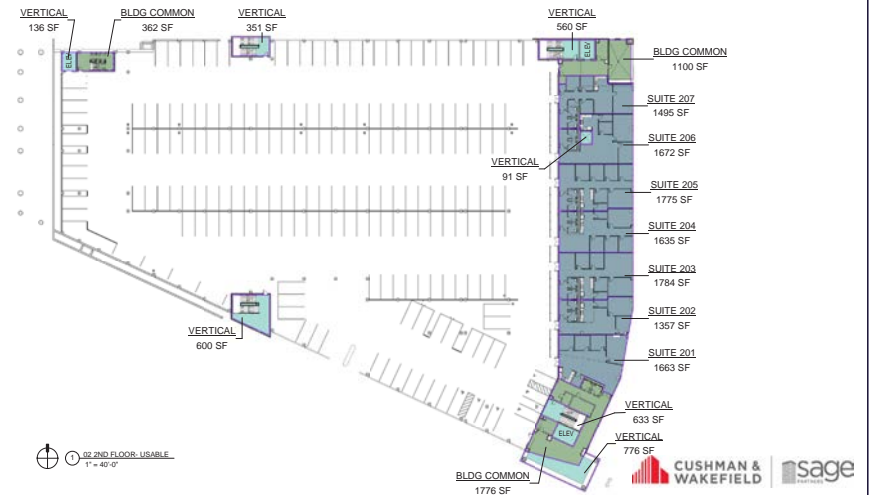 VERTICAL
136 SF
BLDG COMMON
362 SF
VERTICAL
351 SF
VERTICAL
560 SF
ELEV
ELEV
BLDG COMMON
1100 SF
SUITE 207
1495 SF
SUITE 206
1672 SF
VERTICAL
91 SF
SUITE 205
1775 SF
SUITE 204
1635 SF
SUITE 203
1784 SF
SUITE 202
1357 SF
VERTICAL
600 SF
SUITE 201
1663 SF
VERTICAL
633 SF
ELEV
VERTICAL
776 SF
BLDG COMMON
1776 SF
1
02 2ND FLOOR- USABLE
1" = 40'-0"
CUSHMAN &
WAKEFIELD
sage
PARTNERS